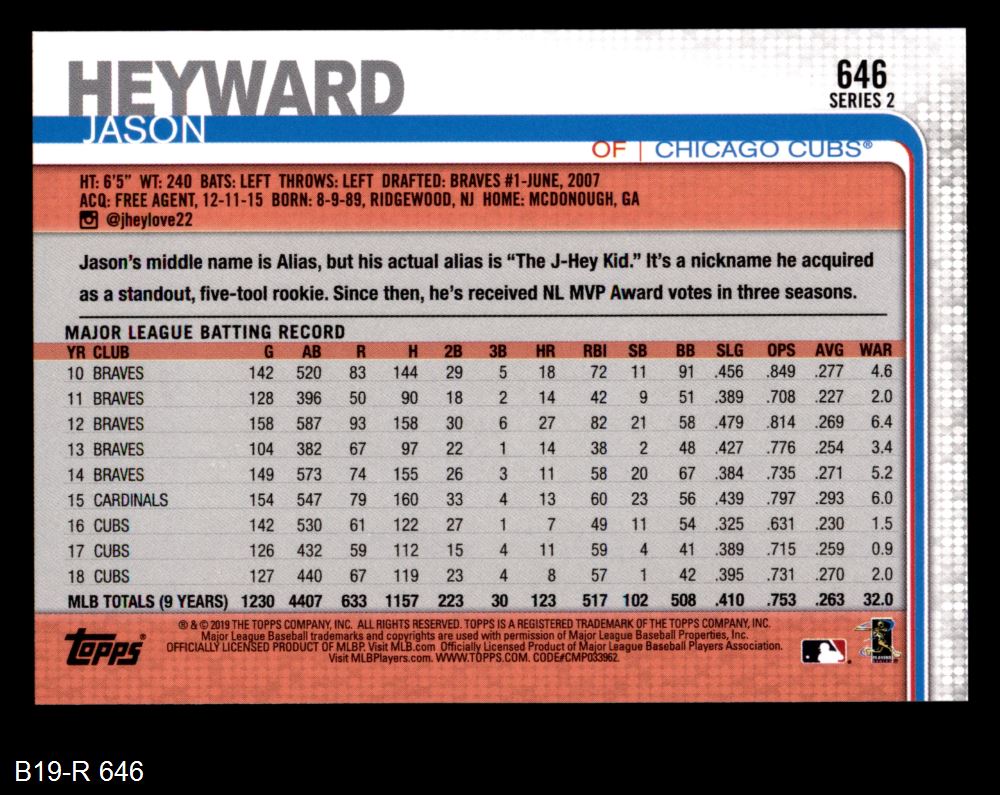 HEYWARD
JASON
646
SERIES 2
OF | CHICAGO CUBS®
HT: 6'5" WT: 240 BATS: LEFT THROWS: LEFT DRAFTED: BRAVES #1-JUNE, 2007
ACQ: FREE AGENT, 12-11-15 BORN: 8-9-89, RIDGEWOOD, NJ HOME: MCDONOUGH, GA
@jheylove22
Jason's middle name is Alias, but his actual alias is “The J-Hey Kid.” It's a nickname he acquired
as a standout, five-tool rookie. Since then, he's received NL MVP Award votes in three seasons.
MAJOR LEAGUE BATTING RECORD
YR CLUB G AB R H 2B 3B HR RBI SB BB SLG OPS AVG WAR
10 BRAVES 142 520 83 144 29 5 18 72 11 91 .456 .849 .277 4.6
11 BRAVES 128 396 50 90 18 2 14 42 9 51 .389 .708 .227 2.0
12 BRAVES 158 587 93 158 30 6 27 82 21 58 .479 .814 .269 6.4
13 BRAVES 104 382 67 97 22 1 14 38 2 48 .427 .776 .254 3.4
14 BRAVES 149 573 74 155 26 3 11 58 20 67 .384 .735 .271 5.2
15 CARDINALS 154 547 79 160 33 4 13 60 23 56 .439 .797 .293 6.0
16 CUBS 142 530 61 122 27 1 7 49 11 54 .325 .631 .230 1.5
17 CUBS 126 432 59 112 15 4 11 59 4 41 .389 .715 .259 0.9
18 CUBS 127 440 67 119 23 4 8 57 1 42 .395 .731 .270 2.0
MLB TOTALS (9 YEARS) 1230 4407 633 1157 223 30 123 517 102 508 .410 .753 .263 32.0
Topps®
® & © 2019 THE TOPPS COMPANY, INC. ALL RIGHTS RESERVED. TOPPS IS A REGISTERED TRADEMARK OF THE TOPPS COMPANY, INC.
Major League Baseball trademarks and copyrights are used with permission of Major League Baseball Properties, Inc.
OFFICIALLY LICENSED PRODUCT OF MLBP. Visit MLB.com Officially Licensed Product of Major League Baseball Players Association.
Visit MLBPlayers.com. WWW.TOPPS.COM. CODE#CMP033962.
B19-R 646